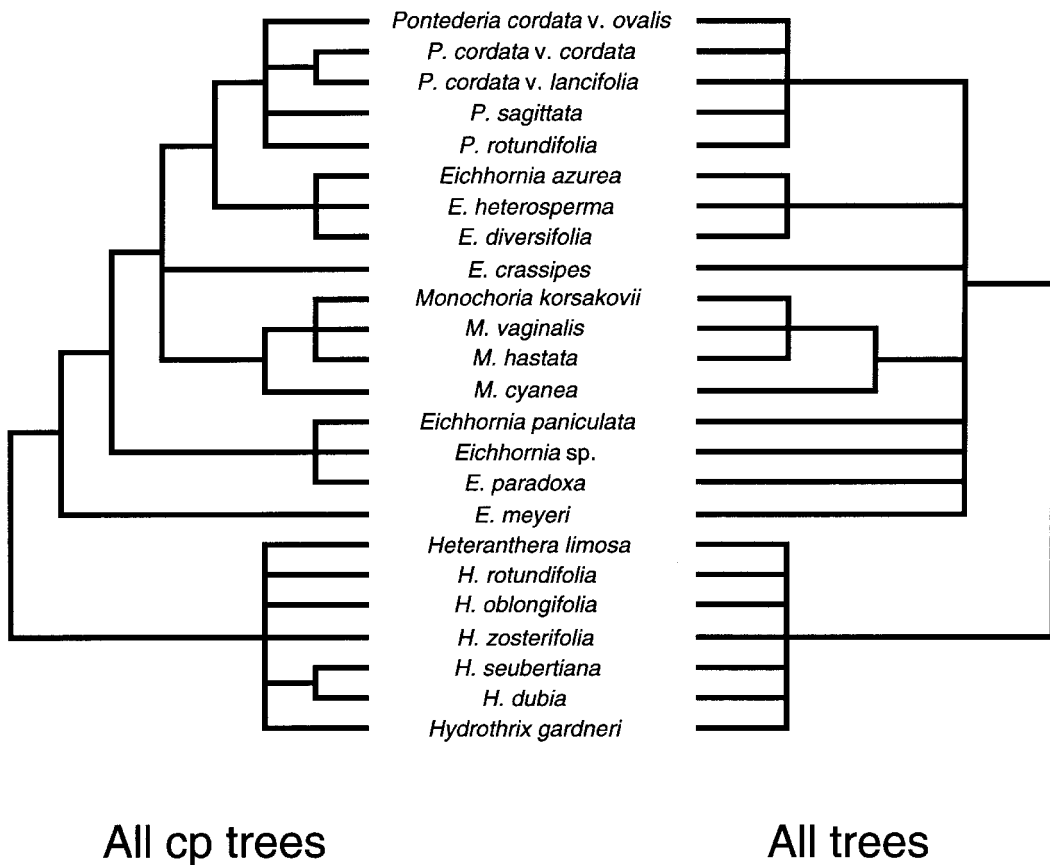 Pontederia cordata v. ovalis
P. cordata v. cordata
P. cordata v. lancifolia
P. sagittata
P. rotundifolia
Eichhornia azurea
E. heterosperma
E. diversifolia
E. crassipes
Monochoria korsakovii
M. vaginalis
M. hastata
M. cyanea
Eichhornia paniculata
Eichhornia sp.
E. paradoxa
E. meyeri
Heteranthera limosa
H. rotundifolia
H. oblongifolia
H. zosterifolia
H. seubertiana
H. dubia
Hydrothrix gardneri
All cp trees
All trees